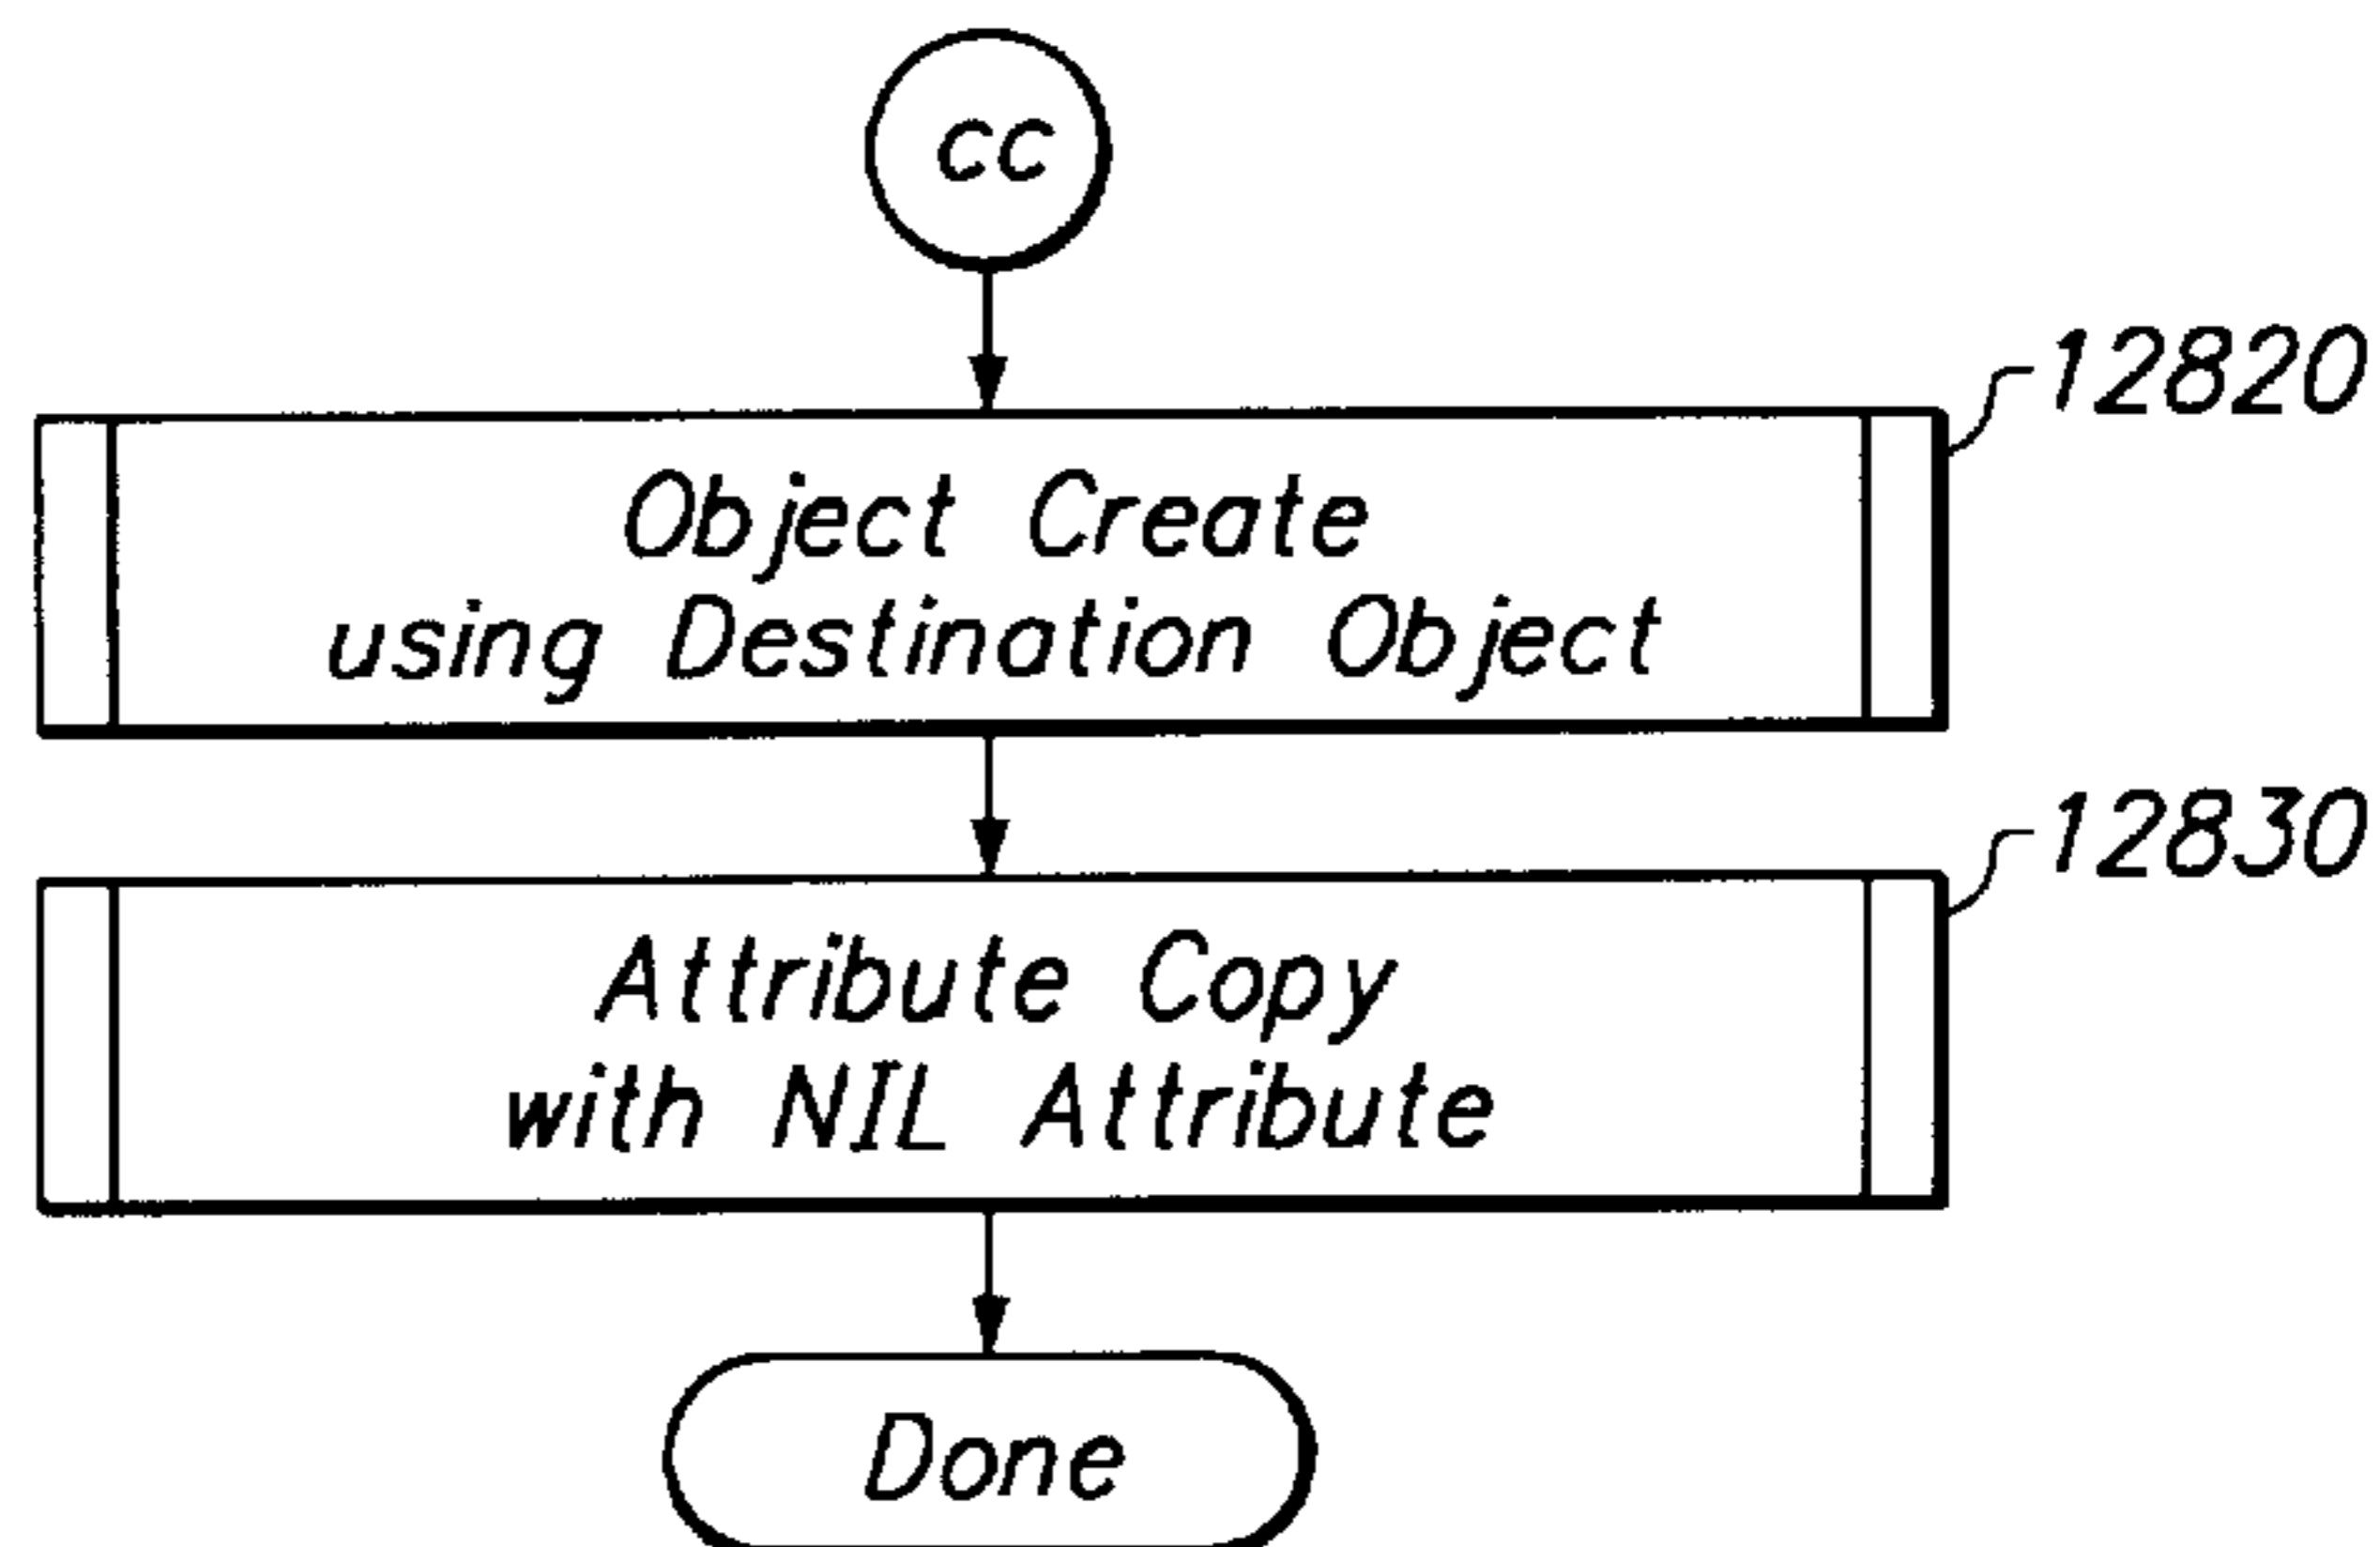 cc
12820
Object Create
using Destination Object
12830
Attribute Copy
with NIL Attribute
Done